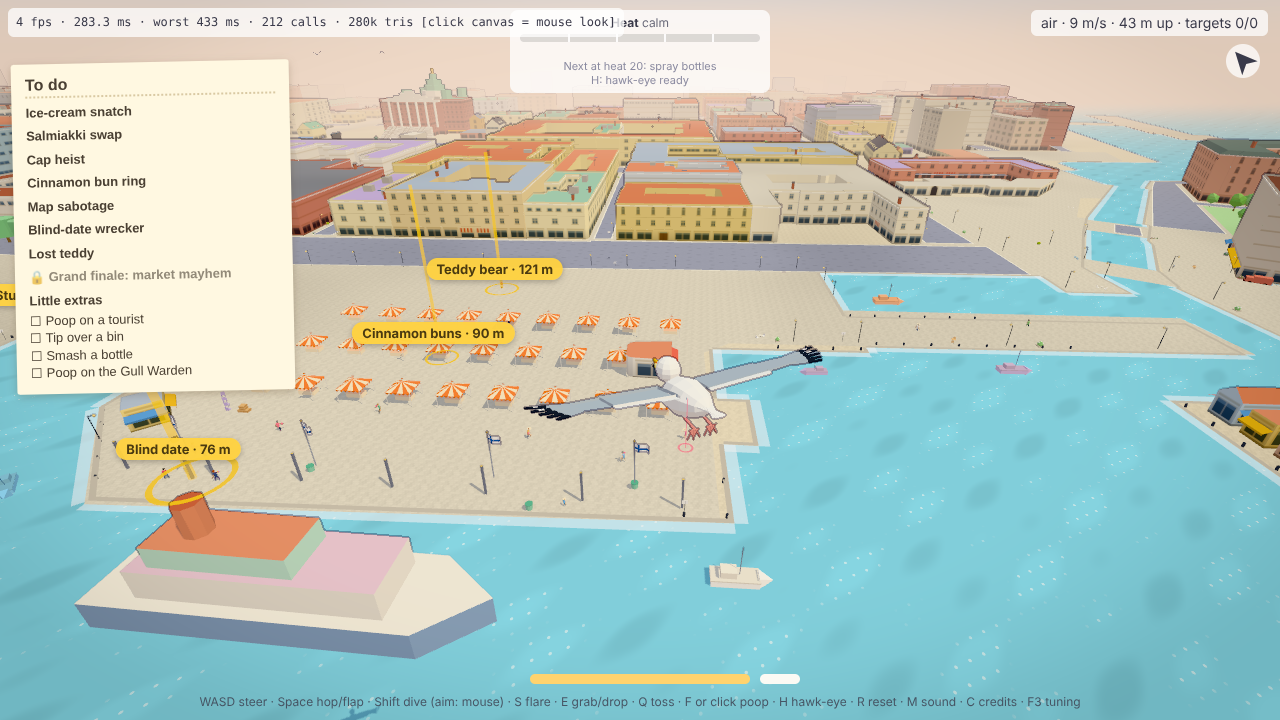 4 fps · 283.3 ms · worst 433 ms · 212 calls · 280k tris [click canvas = mouse look]
eat calm
Next at heat 20: spray bottles
H: hawk-eye ready
air · 9 m/s · 43 m up · targets 0/0
To do
Ice-cream snatch
Salmiakki swap
Cap heist
Cinnamon bun ring
Map sabotage
Blind-date wrecker
Lost teddy
🔒 Grand finale: market mayhem
Little extras
☐ Poop on a tourist
☐ Tip over a bin
☐ Smash a bottle
☐ Poop on the Gull Warden
Teddy bear · 121 m
Cinnamon buns · 90 m
Blind date · 76 m
WASD steer · Space hop/flap · Shift dive (aim: mouse) · S flare · E grab/drop · Q toss · F or click poop · H hawk-eye · R reset · M sound · C credits · F3 tuning